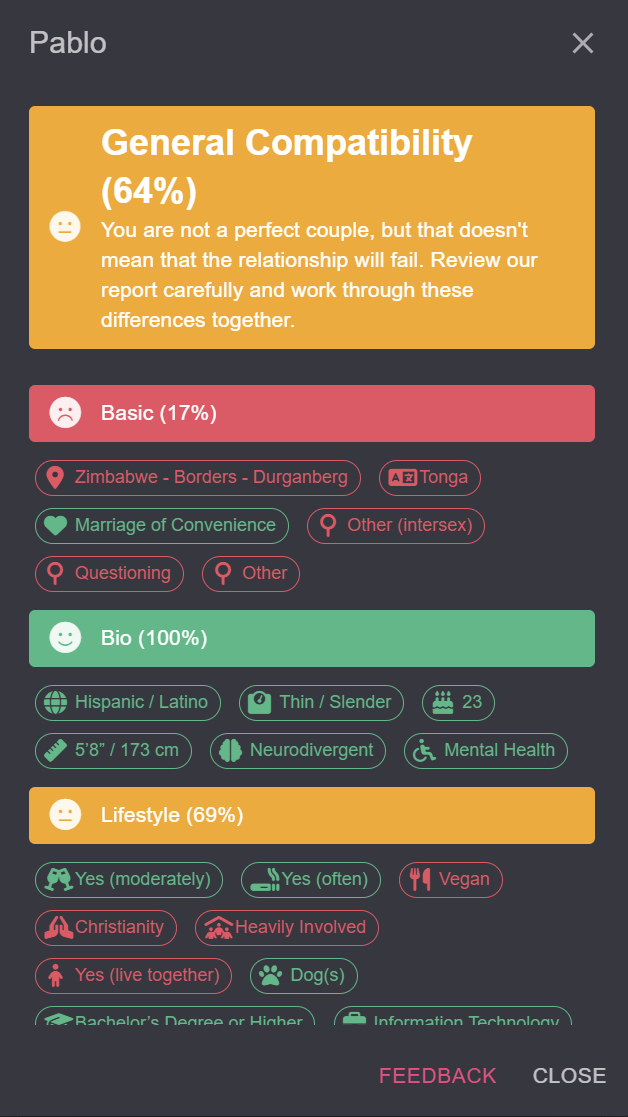 Pablo
General Compatibility
(64%)
You are not a perfect couple, but that doesn't
mean that the relationship will fail. Review our
report carefully and work through these
differences together.
Basic (17%)
Zimbabwe - Borders - Durganberg
Tonga
Marriage of Convenience
Other (intersex)
Questioning
Other
Bio (100%)
Hispanic / Latino
Thin / Slender
23
5’8” / 173 cm
Neurodivergent
Mental Health
Lifestyle (69%)
Yes (moderately)
Yes (often)
Vegan
Christianity
Heavily Involved
Yes (live together)
Dog(s)
Bachelor’s Degree or Higher
Information Technology
FEEDBACK
CLOSE